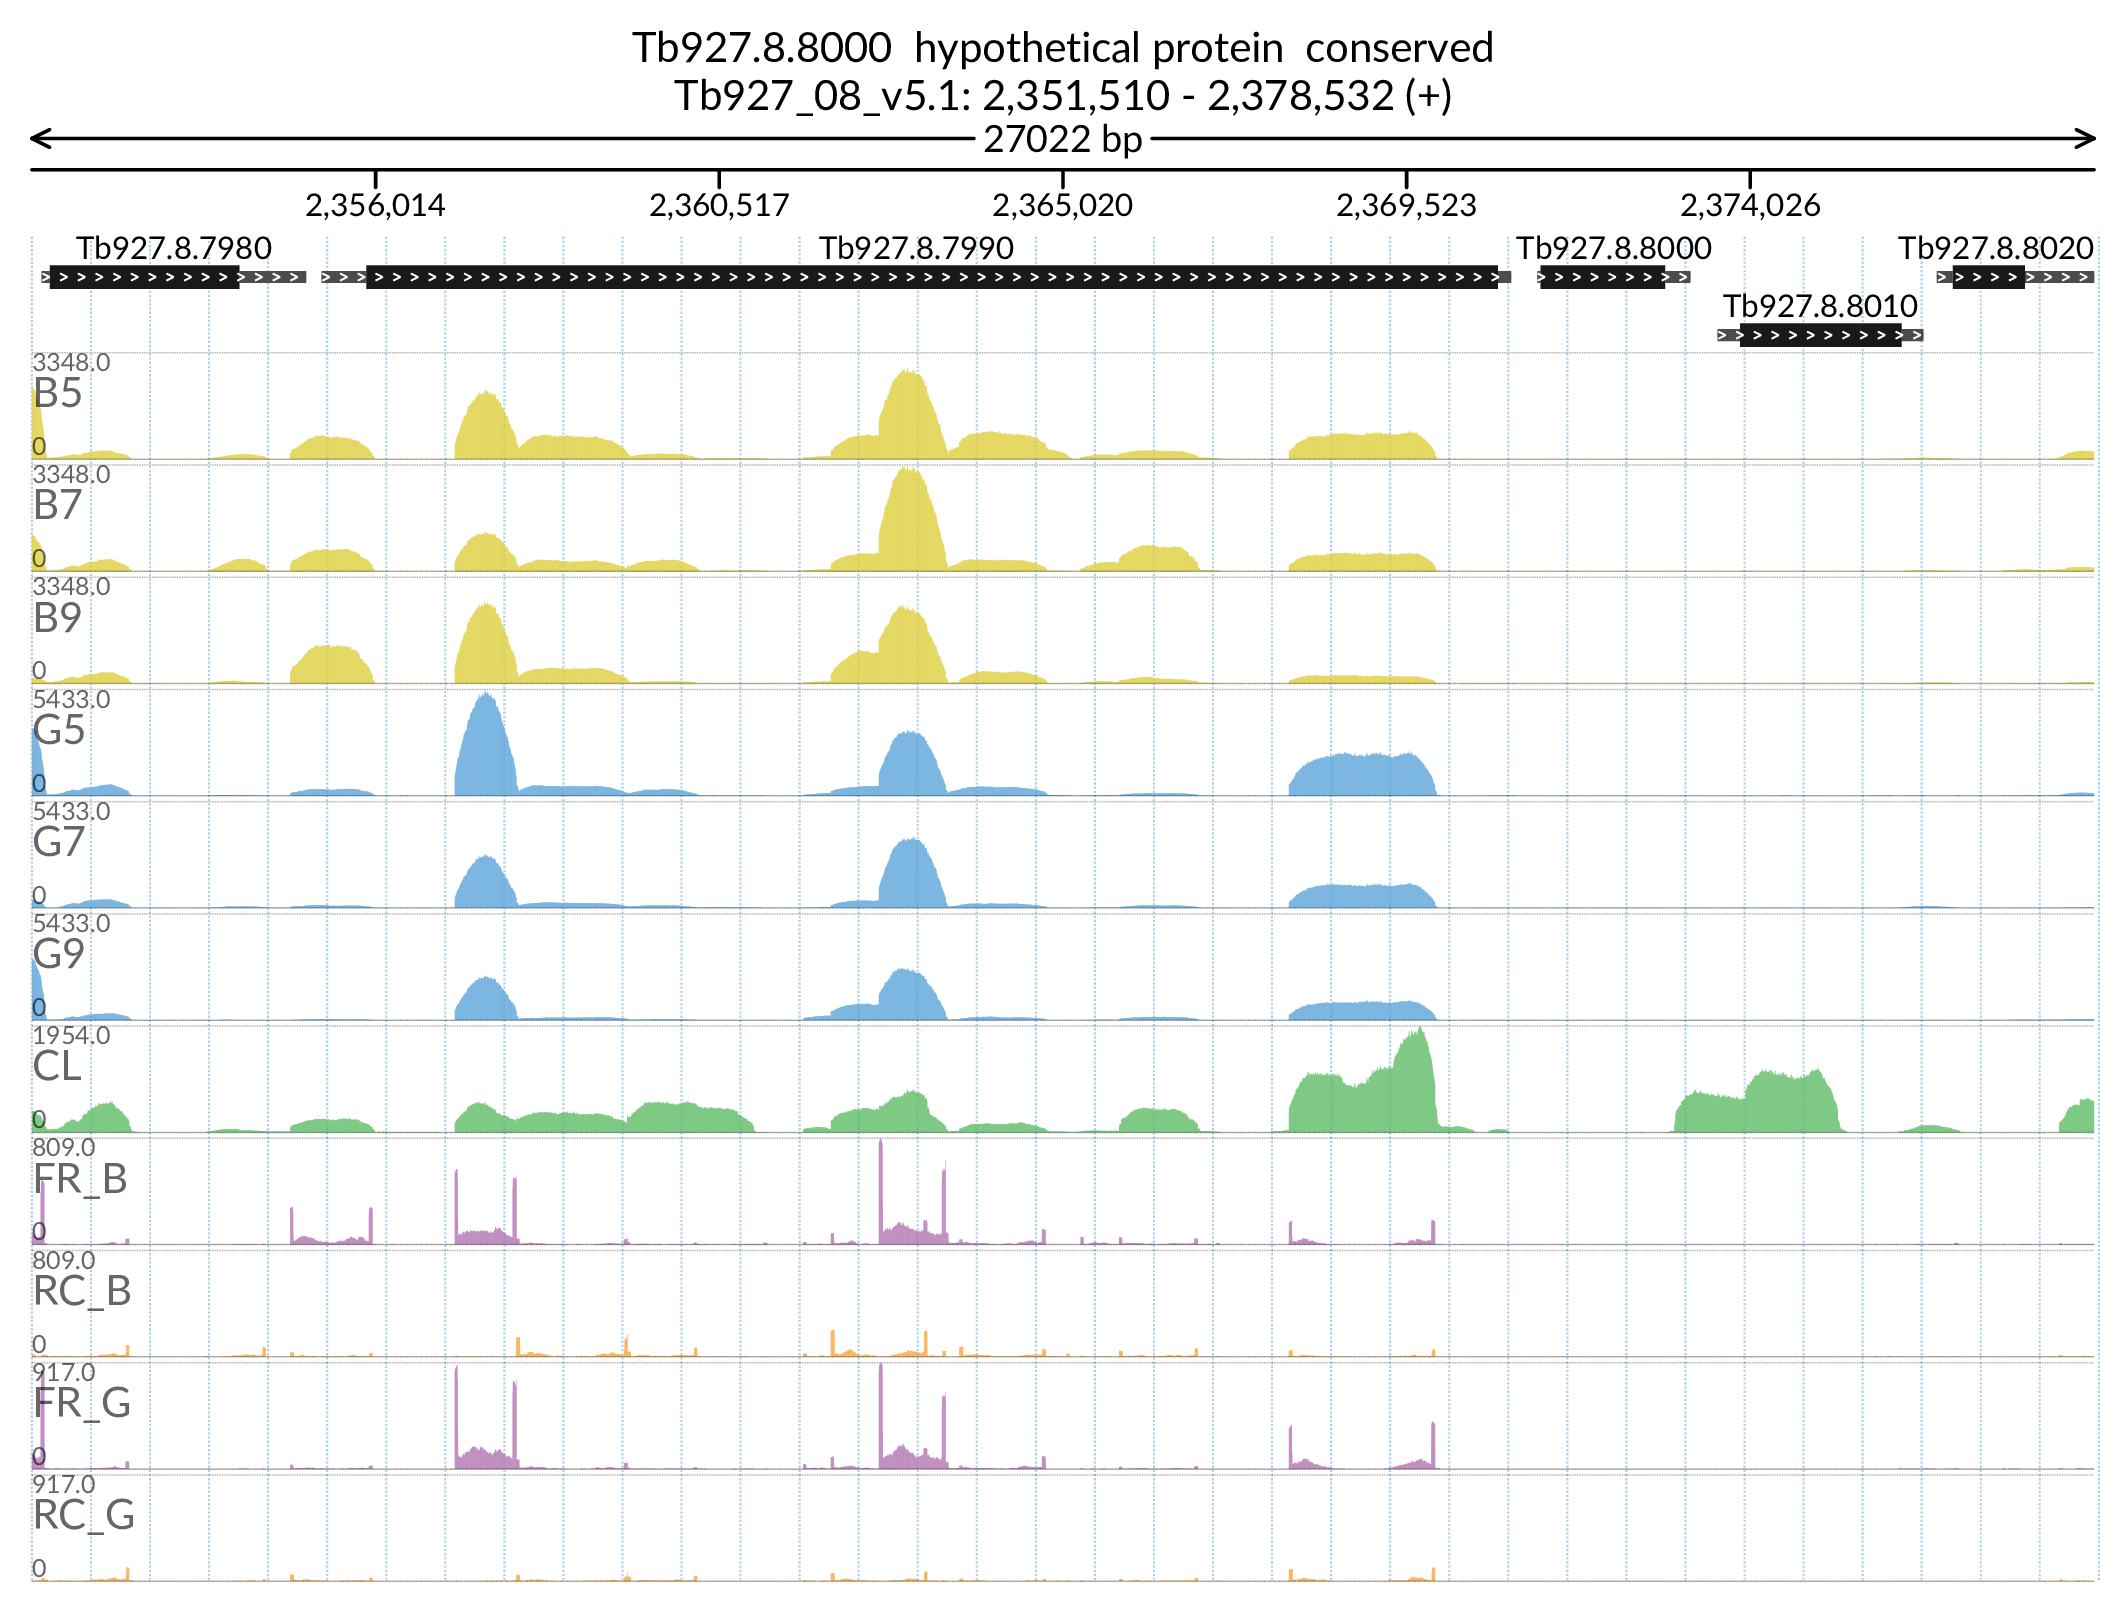 Tb927.8.8000  hypothetical protein  conserved
Tb927_08_v5.1: 2,351,510 - 2,378,532 (+)
27022 bp
2,356,014 2,360,517 2,365,020 2,369,523 2,374,026
Tb927.8.7980 Tb927.8.7990 Tb927.8.8000 Tb927.8.8020
Tb927.8.8010
3348.0
B5
0
3348.0
B7
0
3348.0
B9
0
5433.0
G5
0
5433.0
G7
0
5433.0
G9
0
1954.0
CL
0
809.0
FR_B
0
809.0
RC_B
0
917.0
FR_G
0
917.0
RC_G
0